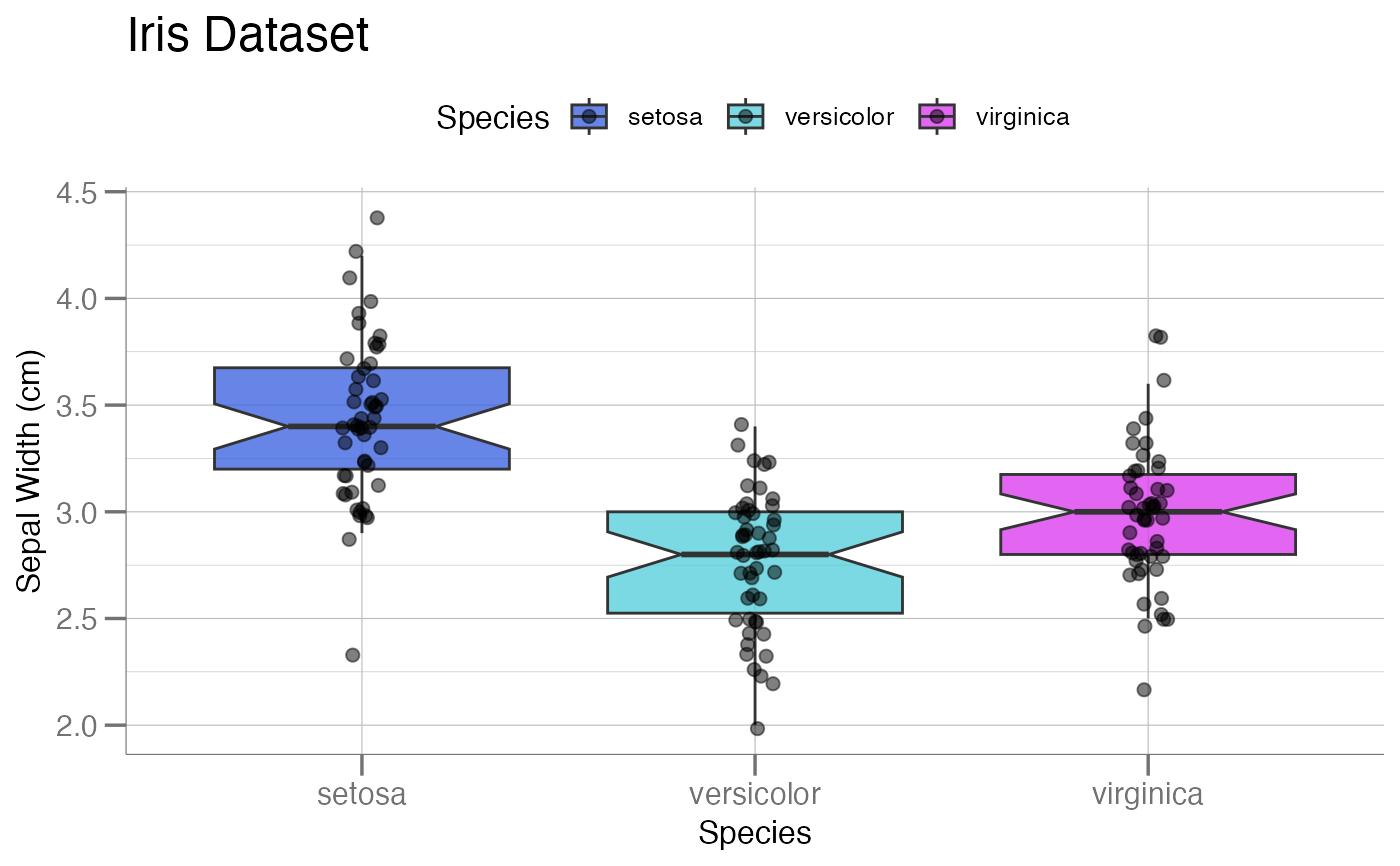 Iris Dataset
Species setosa versicolor virginica
4.5
4.0
3.5
3.0
2.5
2.0
Sepal Width (cm)
setosa versicolor virginica
Species